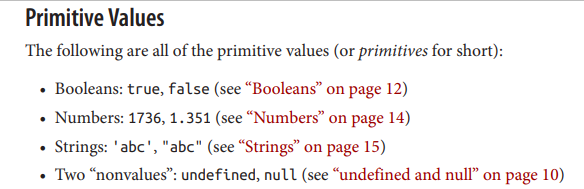 Primitive Values
The following are all of the primitive values (or primitives for short):
• Booleans: true, false (see “Booleans” on page 12)
• Numbers: 1736, 1.351 (see “Numbers” on page 14)
• Strings: 'abc', "abc" (see “Strings” on page 15)
• Two “nonvalues”: undefined, null (see “undefined and null” on page 10)